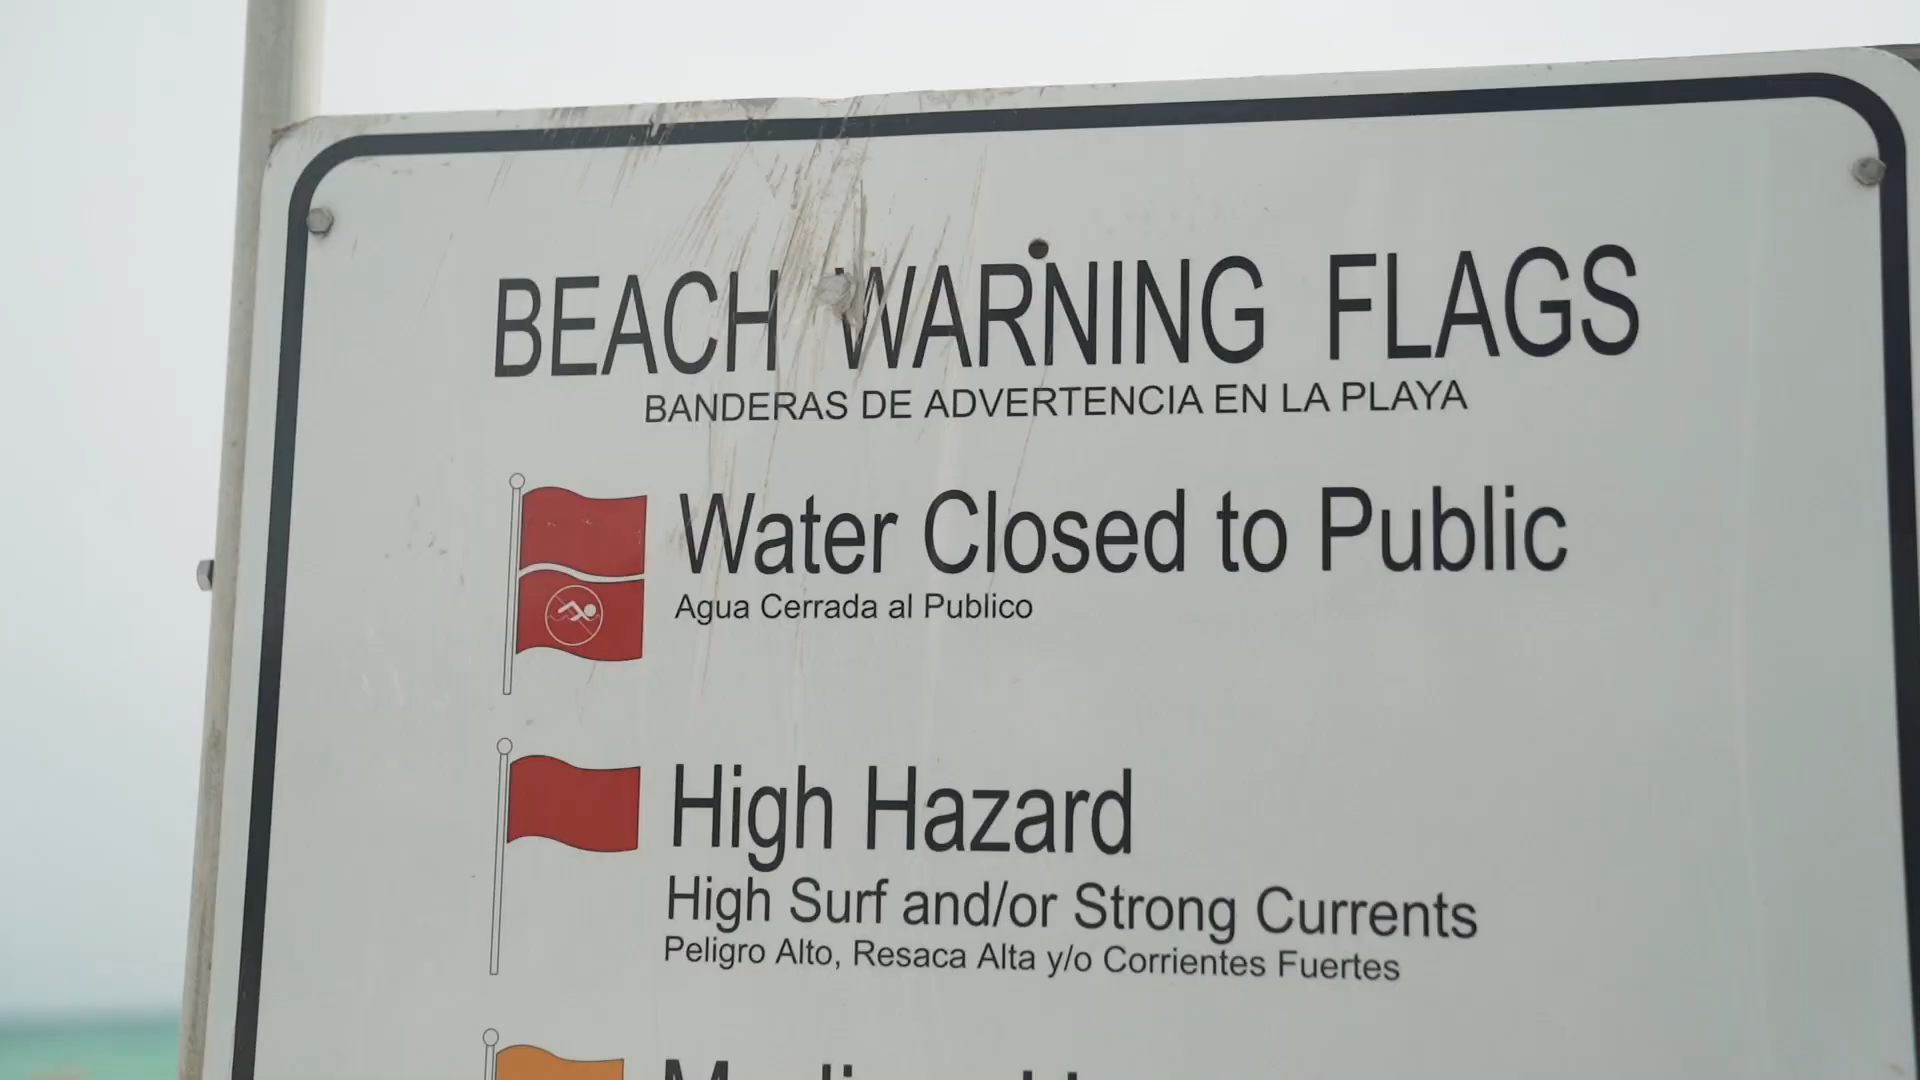 BEACH WARNING FLAGS
BANDERAS DE ADVERTENCIA EN LA PLAYA
Water Closed to Public
Agua Cerrada al Publico
High Hazard
High Surf and/or Strong Currents
Peligro Alto, Resaca Alta y/o Corrientes Fuertes